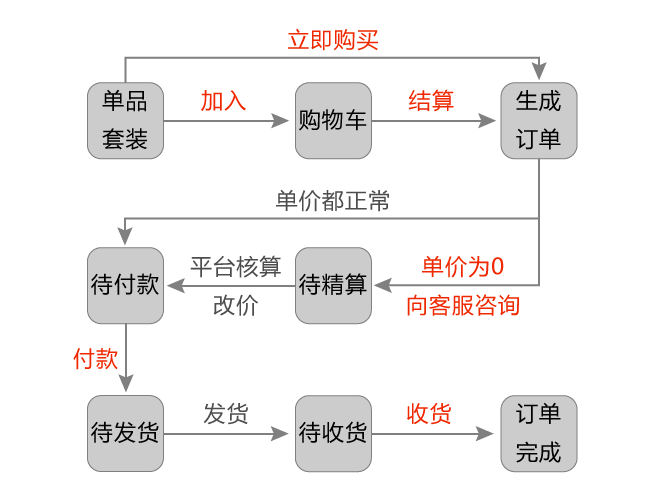 立即购买
单品
套装
加入
购物车
结算
生成
订单
单价都正常
待付款
平台核算
改价
待精算
单价为0
向客服咨询
付款
待发货
发货
待收货
收货
订单
完成